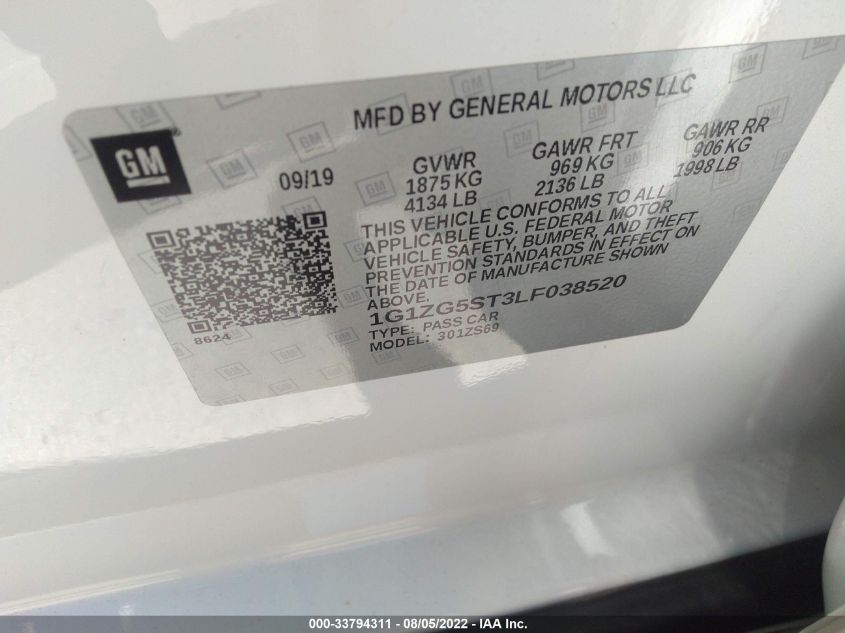 MFD BY GENERAL MOTORS LLC
GM
09/19
GVWR
1875 KG
4134 LB
GAWR FRT
969 KG
2136 LB
GAWR RR
906 KG
1998 LB
THIS VEHICLE CONFORMS TO ALL
APPLICABLE U.S. FEDERAL MOTOR
VEHICLE SAFETY, BUMPER, AND THEFT
PREVENTION STANDARDS IN EFFECT ON
THE DATE OF MANUFACTURE SHOWN
ABOVE.
1G1ZG5ST3LF038520
TYPE: PASS CAR
MODEL: 301ZS69
8624
000-33794311 - 08/05/2022 - IAA Inc.